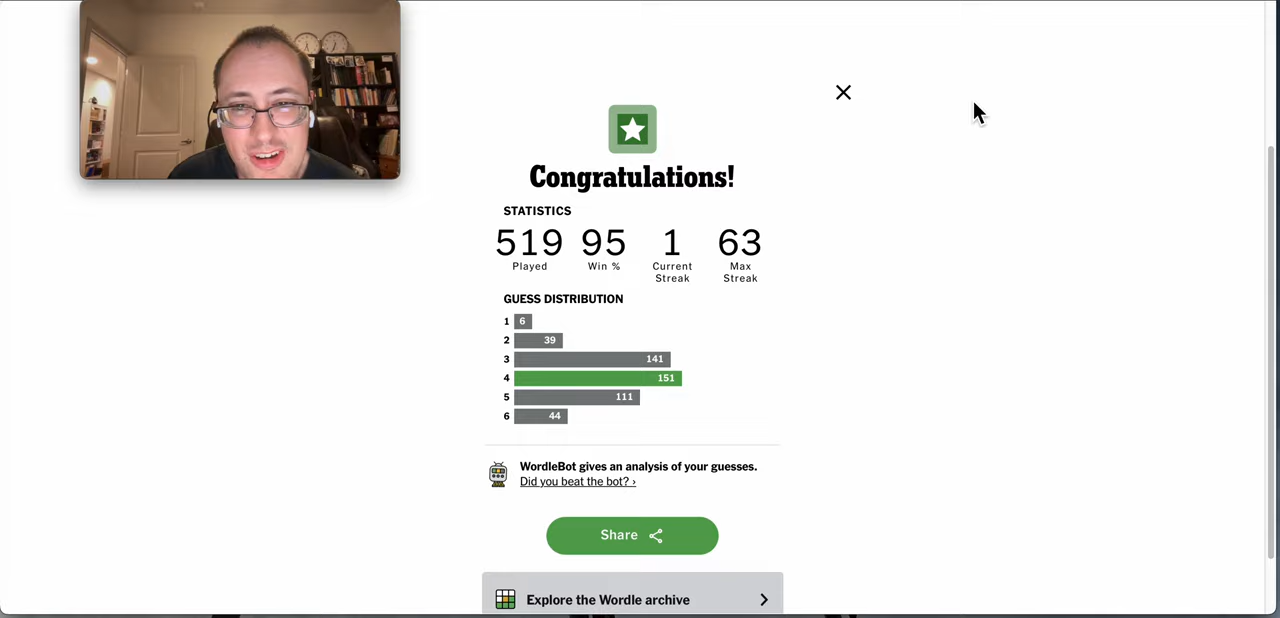 Congratulations!
STATISTICS
519 95 1 63
Played Win % Current Streak Max Streak
GUESS DISTRIBUTION
1 6
2 39
3 141
4 151
5 111
6 44
WordleBot gives an analysis of your guesses.
Did you beat the bot? ›
Share
Explore the Wordle archive